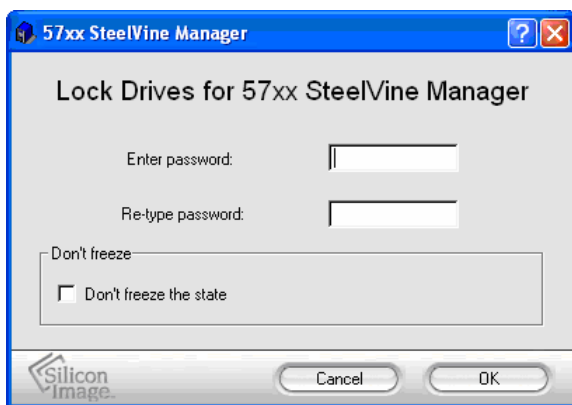 57xx SteelVine Manager
Lock Drives for 57xx SteelVine Manager
Enter password:
Re-type password:
Don't freeze
Don't freeze the state
Silicon
Image™
Cancel
OK